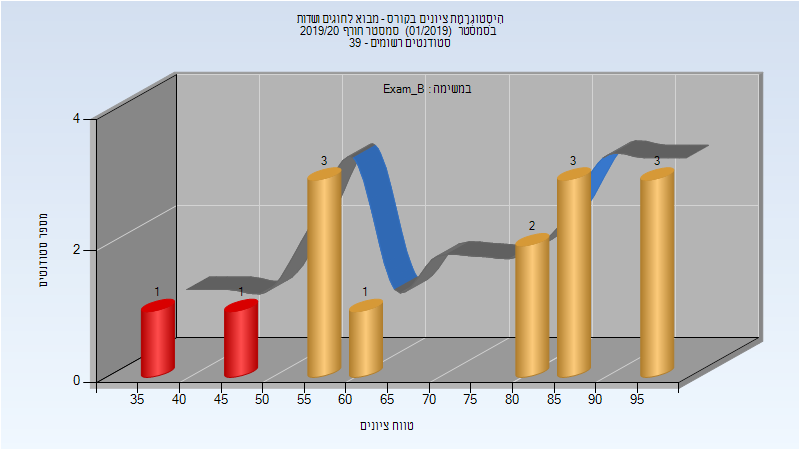 היסטוגרמת ציונים בקורס - מבוא לחוגים ושדות
בסמסטר (01/2019) סמסטר חורף 2019/20
סטודנטים רשומים - 39
במשימה : Exam_B
מספר סטודנטים
4
2
0
1
1
3
1
2
3
3
35 40 45 50 55 60 65 70 75 80 85 90 95
טווח ציונים